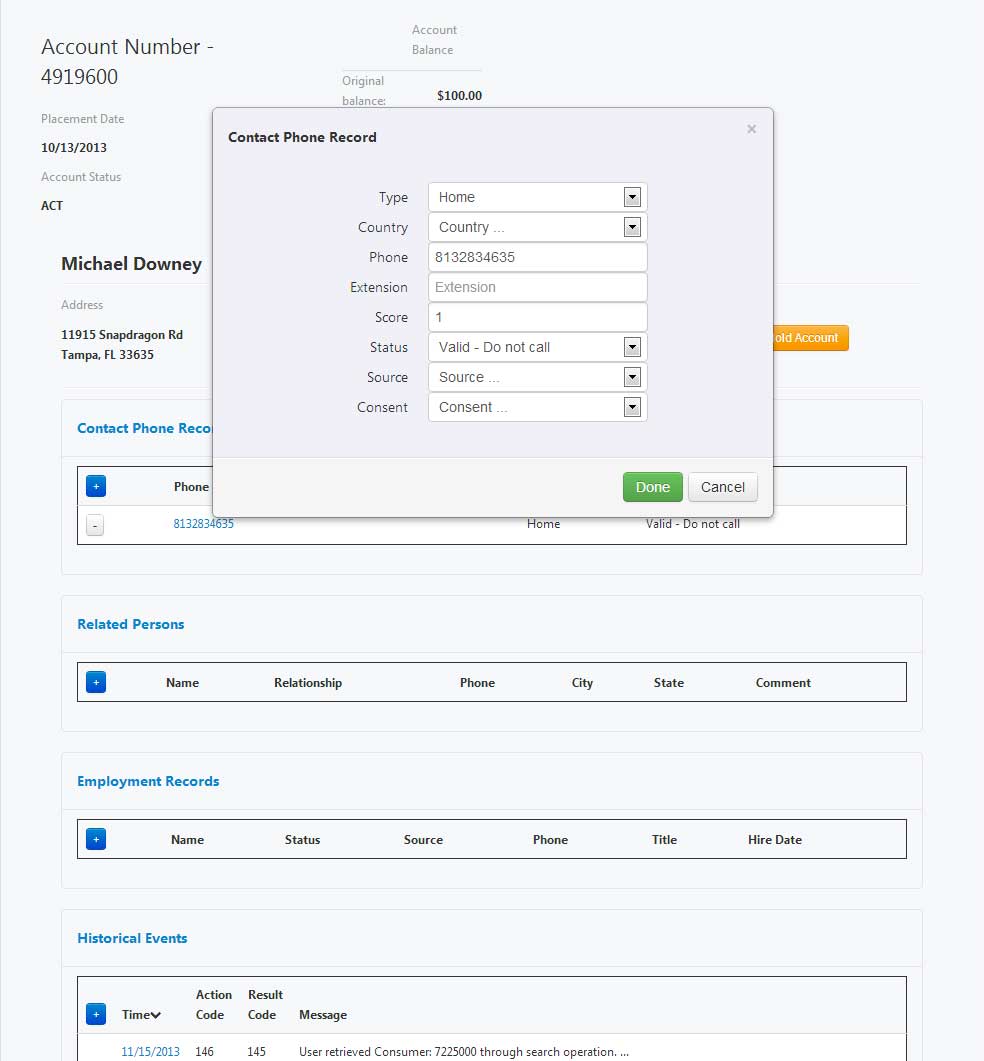 Account Number -
4919600
Placement Date
10/13/2013
Account Status
ACT
Account
Balance
Original
balance:
$100.00
Contact Phone Record
×
Type Home
Country Country ...
Phone 8132834635
Extension Extension
Score 1
Status Valid - Do not call
Source Source ...
Consent Consent ...
Done Cancel
Michael Downey
Address
11915 Snapdragon Rd
Tampa, FL 33635
old Account
Contact Phone Recor
+ Phone
- 8132834635 Home Valid - Do not call
Related Persons
+ Name Relationship Phone City State Comment
Employment Records
+ Name Status Source Phone Title Hire Date
Historical Events
+ Time Action Code Result Code Message
11/15/2013 146 145 User retrieved Consumer: 7225000 through search operation. ...